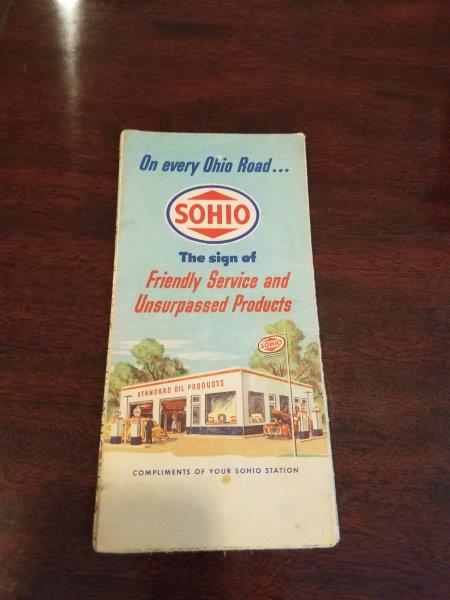 On every Ohio Road...
SOHIO
The sign of
Friendly Service and
Unsurpassed Products
SOHIO
STANDARD OIL PRODUCTS
COMPLIMENTS OF YOUR SOHIO STATION